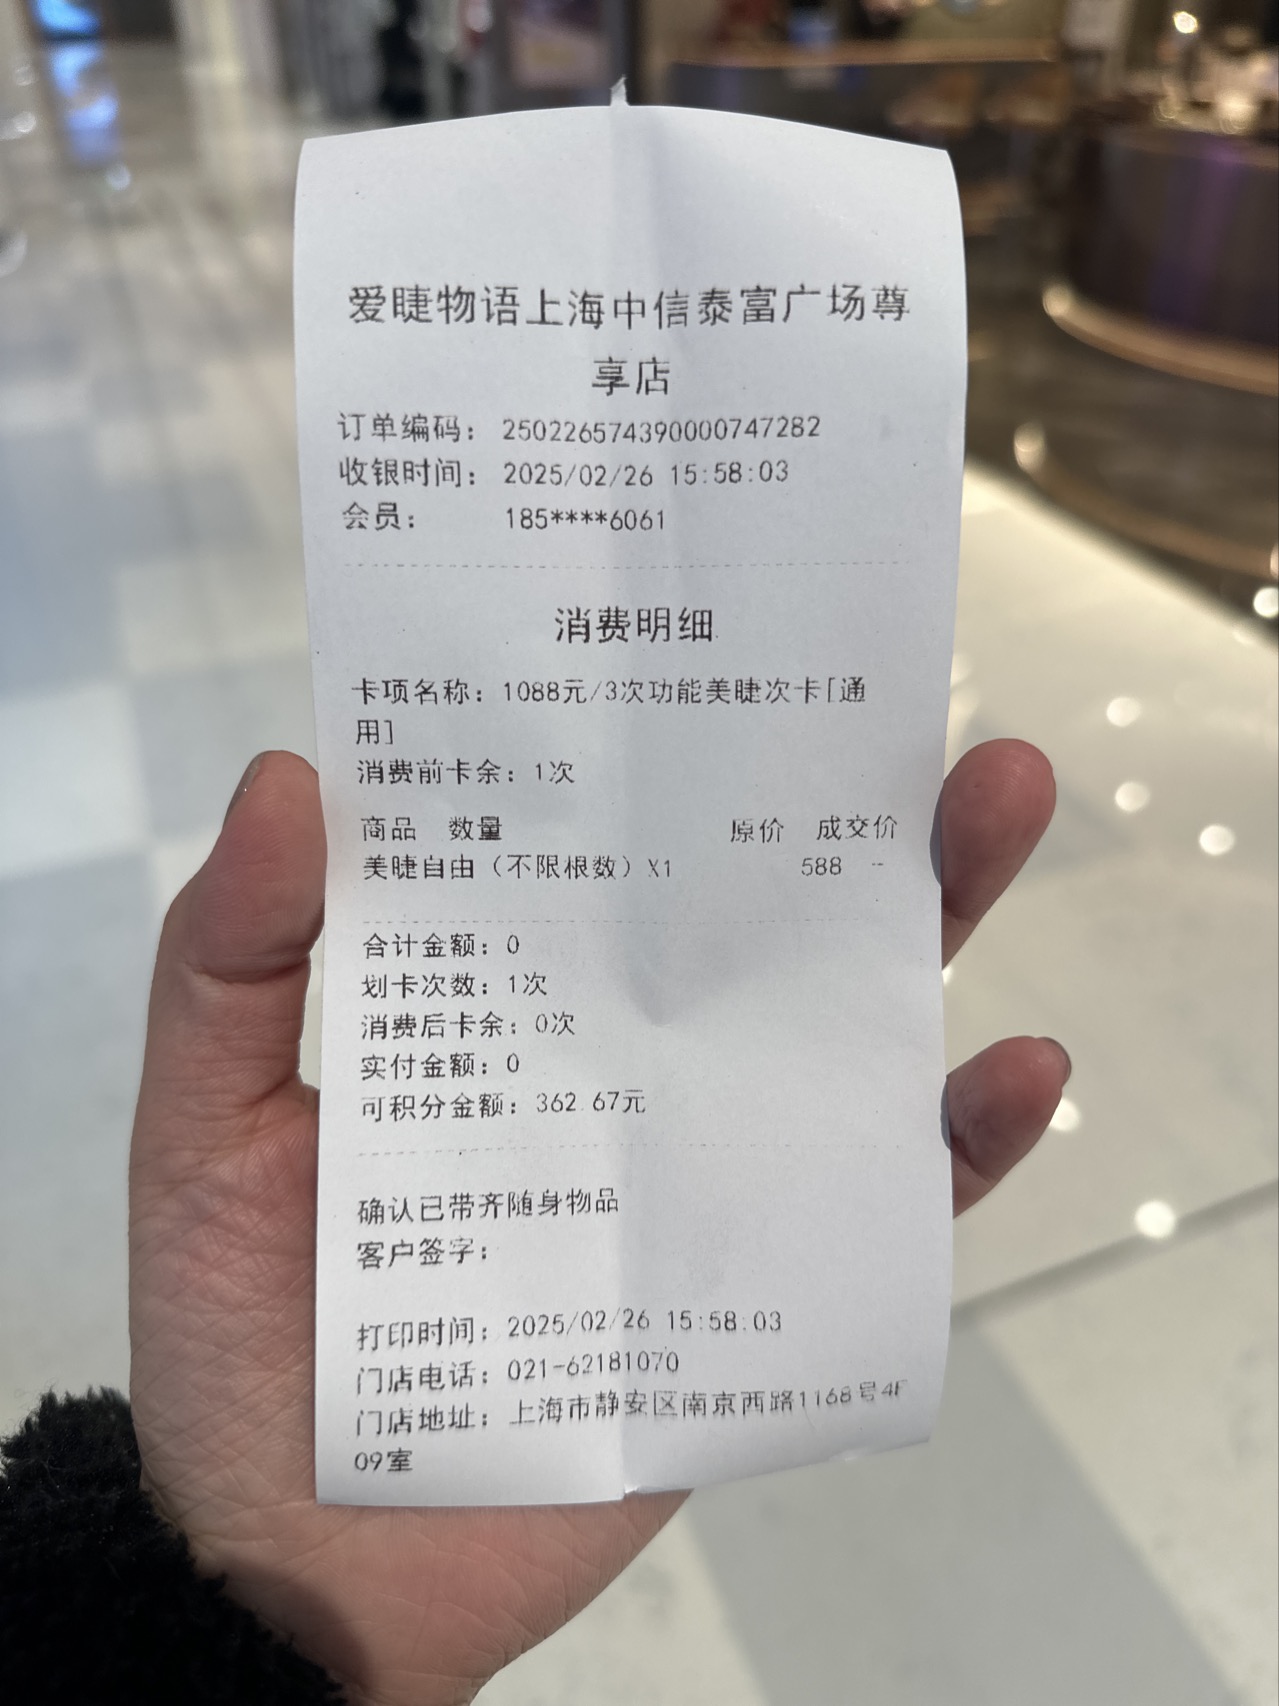 爱睫物语上海中信泰富广场尊
享店
订单编码： 250226574390000747282
收银时间： 2025/02/26 15:58:03
会员： 185****6061
消费明细
卡项名称：1088元/3次功能美睫次卡[通
用]
消费前卡余：1次
商品 数量 原价 成交价
美睫自由（不限根数）X1 588 --
合计金额：0
划卡次数：1次
消费后卡余：0次
实付金额：0
可积分金额：362.67元
确认已带齐随身物品
客户签字：
打印时间：2025/02/26 15:58:03
门店电话：021-62181070
门店地址：上海市静安区南京西路1168号4F
09室